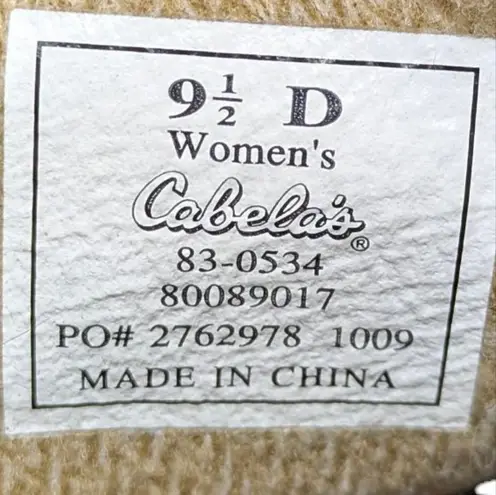 9½ D
Women's
Cabela's®
83-0534
80089017
PO# 2762978 1009
MADE IN CHINA